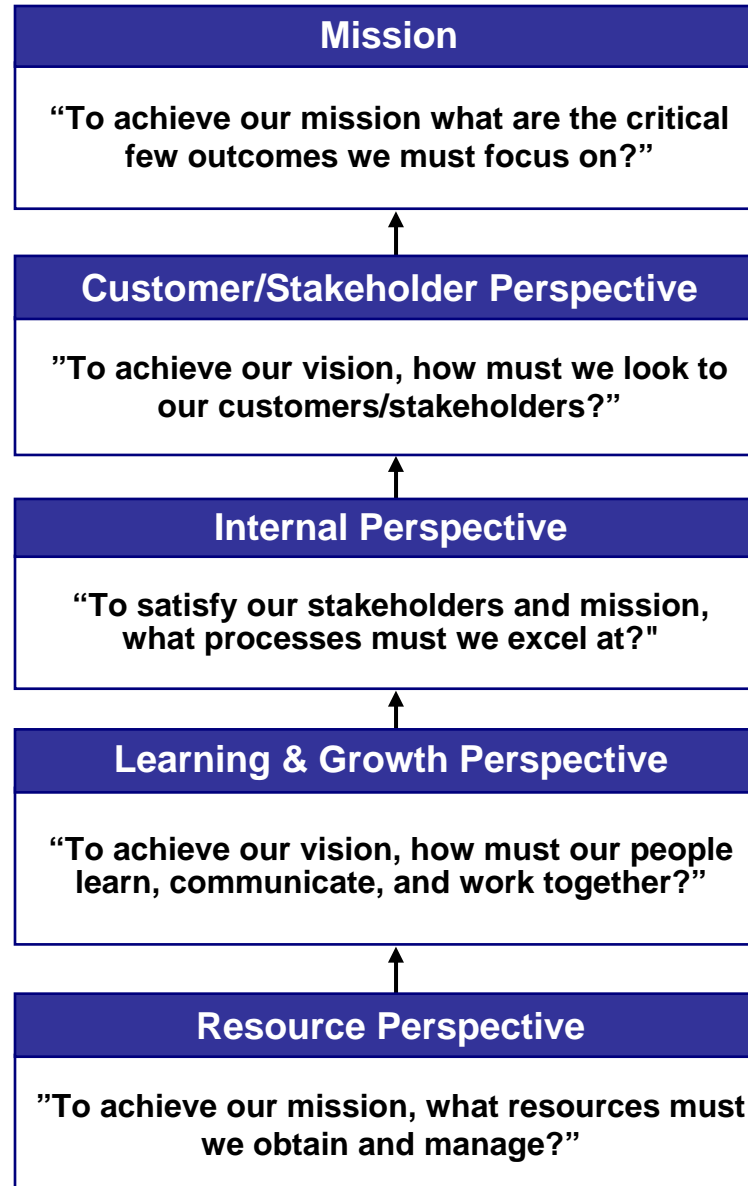 Mission
“To achieve our mission what are the critical
few outcomes we must focus on?”
Customer/Stakeholder Perspective
”To achieve our vision, how must we look to
our customers/stakeholders?”
Internal Perspective
“To satisfy our stakeholders and mission,
what processes must we excel at?"
Learning & Growth Perspective
“To achieve our vision, how must our people
learn, communicate, and work together?”
Resource Perspective
”To achieve our mission, what resources must
we obtain and manage?”